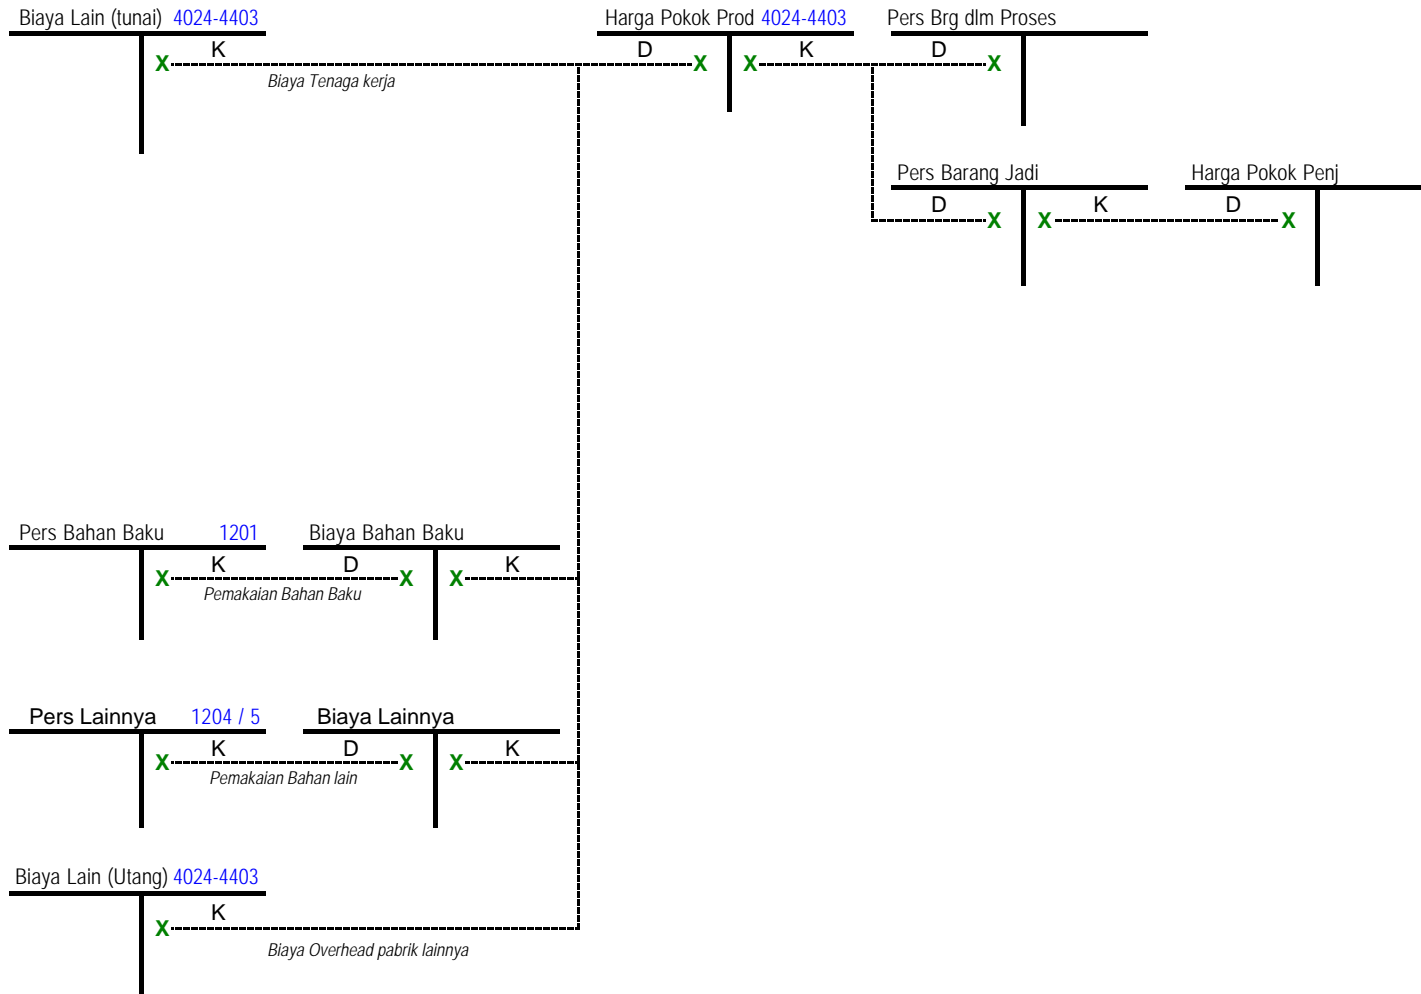 Biaya Lain (tunai) 4024-4403 Harga Pokok Prod 4024-4403 Pers Brg dlm Proses
K D K D
X X X X
Biaya Tenaga kerja
Pers Barang Jadi Harga Pokok Penj
D K D
X X X
Pers Bahan Baku 1201 Biaya Bahan Baku
K D K
X X X
Pemakaian Bahan Baku
Pers Lainnya 1204 / 5 Biaya Lainnya
K D K
X X X
Pemakaian Bahan lain
Biaya Lain (Utang) 4024-4403
K
X
Biaya Overhead pabrik lainnya